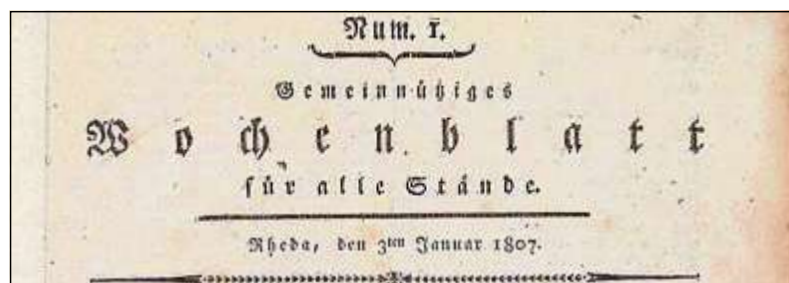 Num. 1.
Gemeinnütziges
Wochenblatt
für alle Stände.
Rheda, den 3ten Januar 1807.